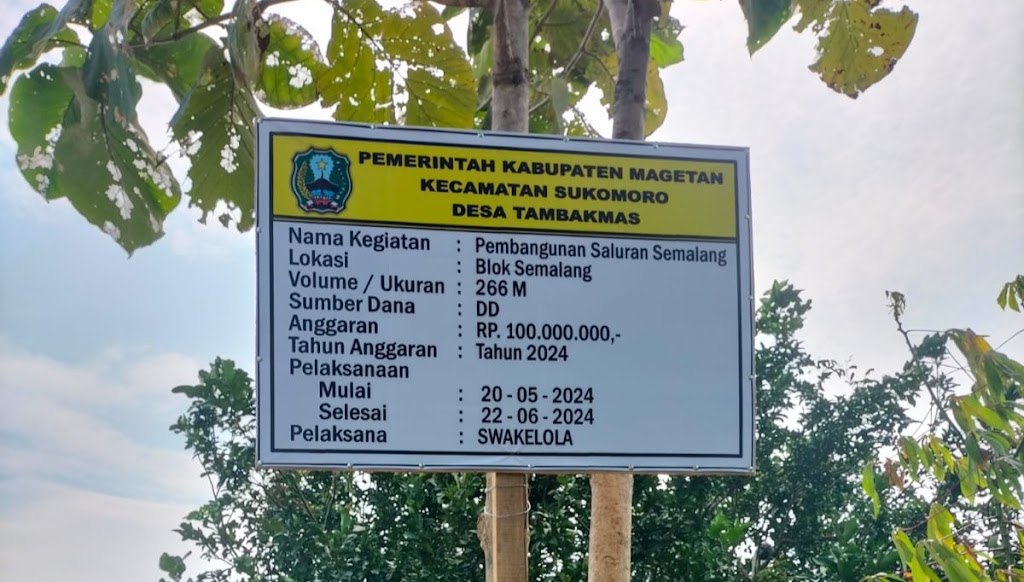 PEMERINTAH KABUPATEN MAGETAN
KECAMATAN SUKOMORO
DESA TAMBAKMAS
Nama Kegiatan : Pembangunan Saluran Semalang
Lokasi : Blok Semalang
Volume / Ukuran : 266 M
Sumber Dana : DD
Anggaran : RP. 100.000.000,-
Tahun Anggaran : Tahun 2024
Pelaksanaan
Mulai : 20 - 05 - 2024
Selesai : 22 - 06 - 2024
Pelaksana : SWAKELOLA